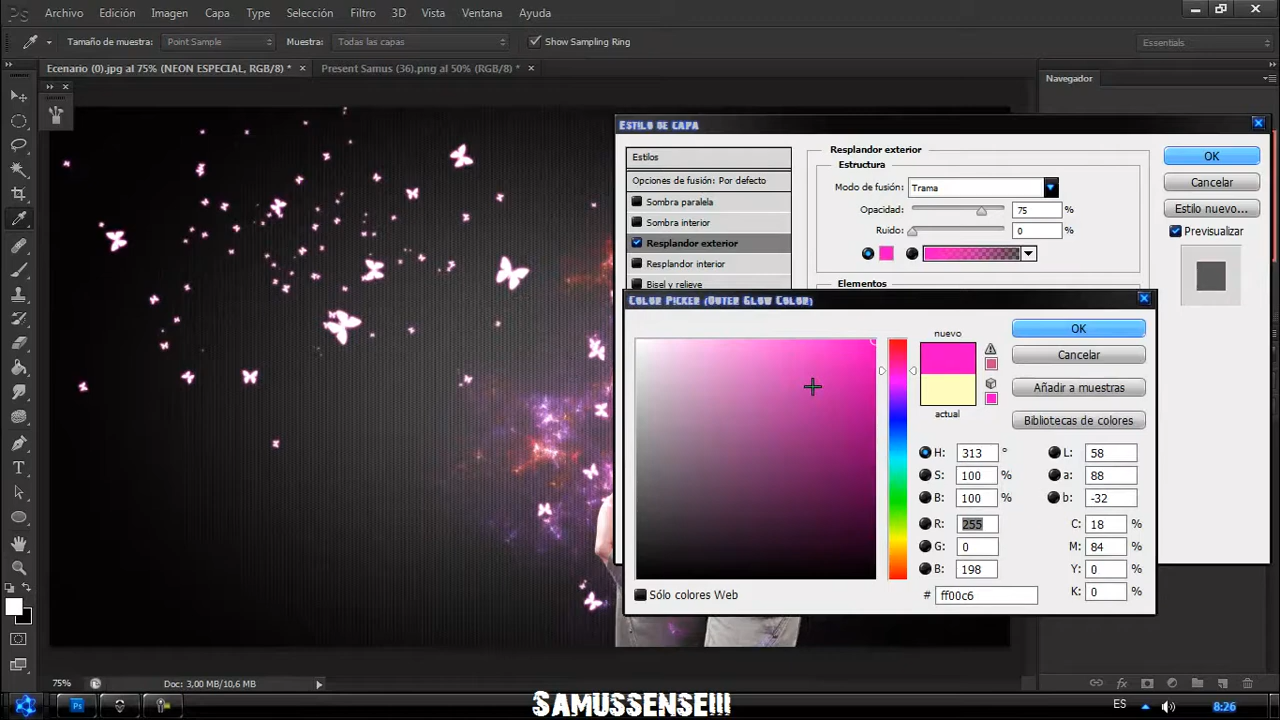 Ps Archivo Edición Imagen Capa Type Selección Filtro 3D Vista Ventana Ayuda
Tamaño de muestra: Point Sample Muestra: Todas las capas Show Sampling Ring Essentials
Ecenario (0).jpg al 75% (NEON ESPECIAL, RGB/8) * × Present Samus (36).png al 50% (RGB/8) * × Navegador
Estilo de capa
Estilos
Opciones de fusión: Por defecto
Sombra paralela
Sombra interior
Resplandor exterior
Resplandor interior
Bisel y relieve
Resplandor exterior
Estructura
Modo de fusión: Trama
Opacidad: 75 %
Ruido: 0 %
Elementos
OK
Cancelar
Estilo nuevo...
Previsualizar
Color Picker (Outer Glow Color)
nuevo
actual
OK
Cancelar
Añadir a muestras
Bibliotecas de colores
H: 313 ° L: 58
S: 100 % a: 88
B: 100 % b: -32
R: 255 C: 18 %
G: 0 M: 84 %
B: 198 Y: 0 %
# ff00c6 K: 0 %
Sólo colores Web
75% Doc: 3,00 MB/10,6 MB
fx
Ps
SAMUSSENSE!!!
ES 8:26